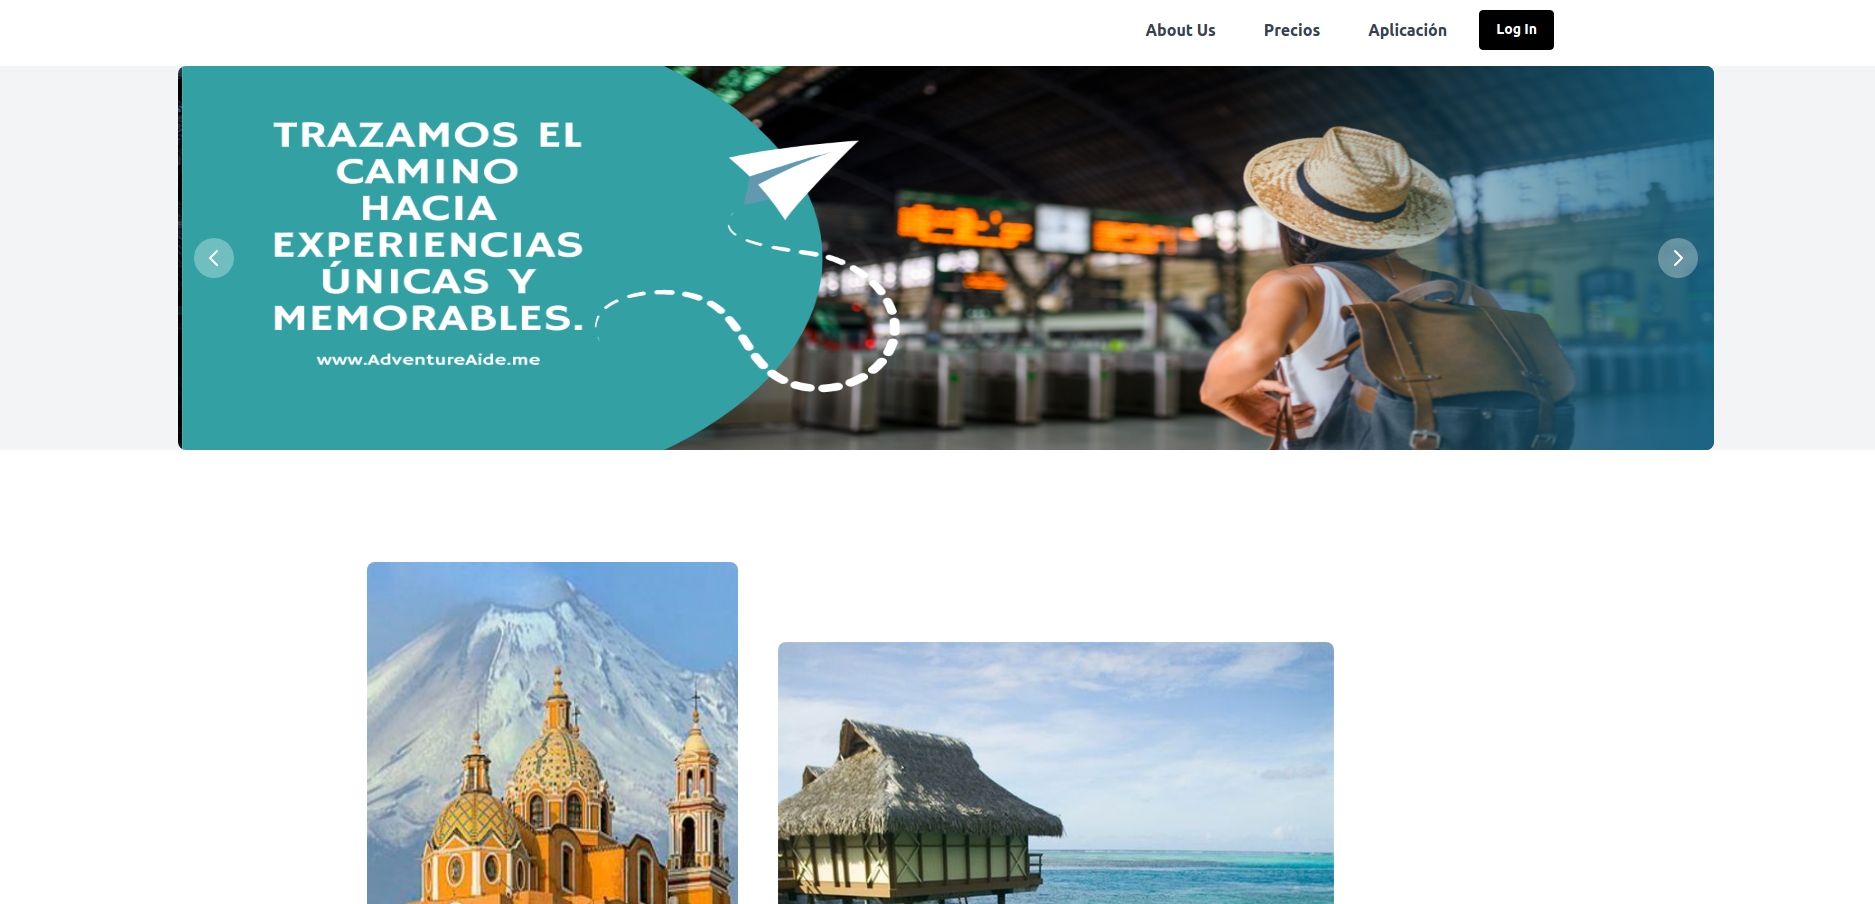 About Us
Precios
Aplicación
Log In
TRAZAMOS EL
CAMINO
HACIA
EXPERIENCIAS
ÚNICAS Y
MEMORABLES.
www.AdventureAide.me